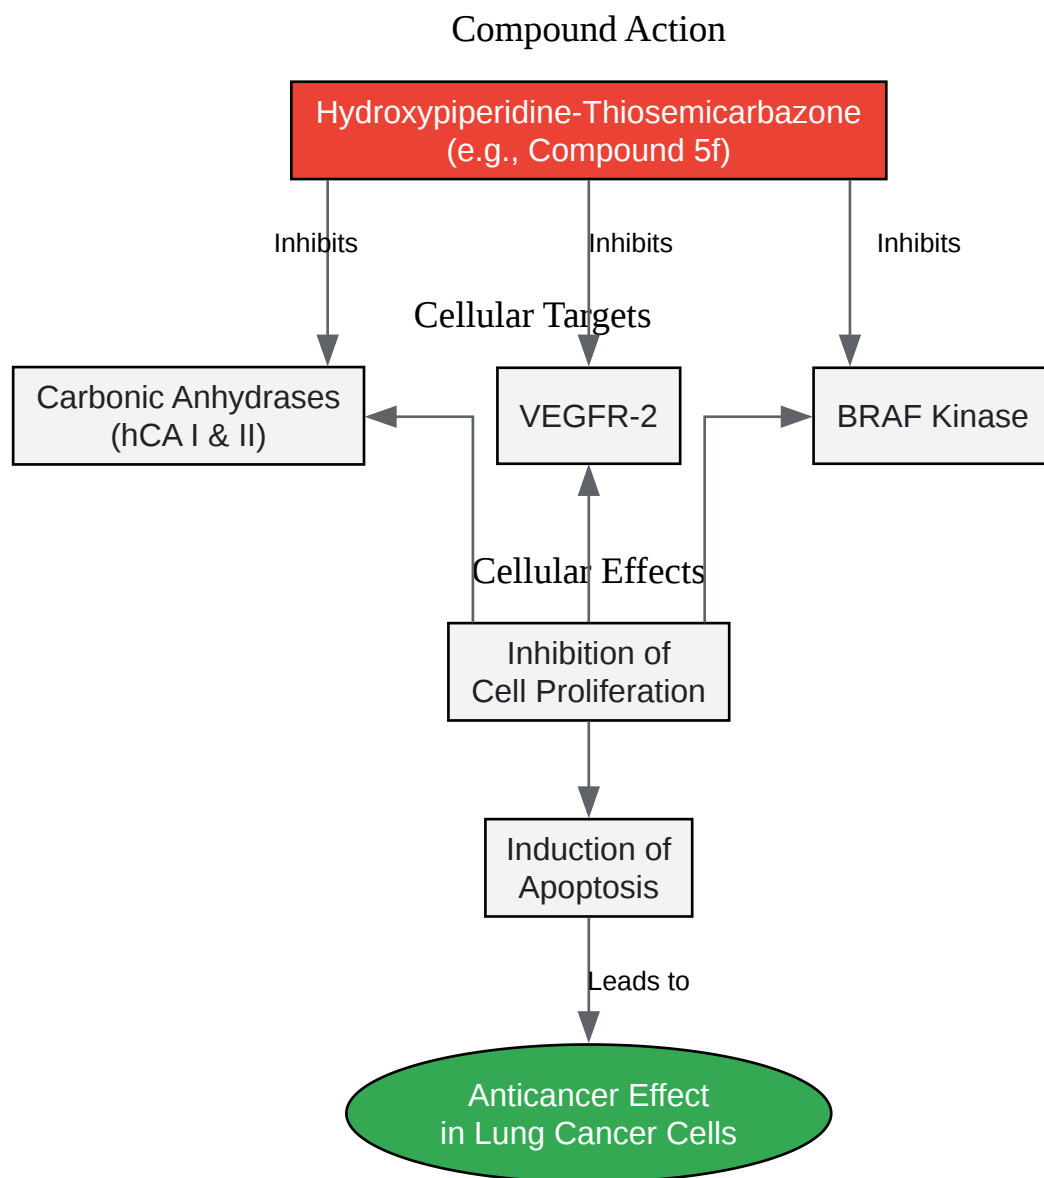 Compound Action
Hydroxypiperidine-Thiosemicarbazone
(e.g., Compound 5f)
Inhibits
Inhibits
Inhibits
Cellular Targets
Carbonic Anhydrases
(hCA I & II)
VEGFR-2
BRAF Kinase
Cellular Effects
Inhibition of
Cell Proliferation
Induction of
Apoptosis
Leads to
Anticancer Effect
in Lung Cancer Cells